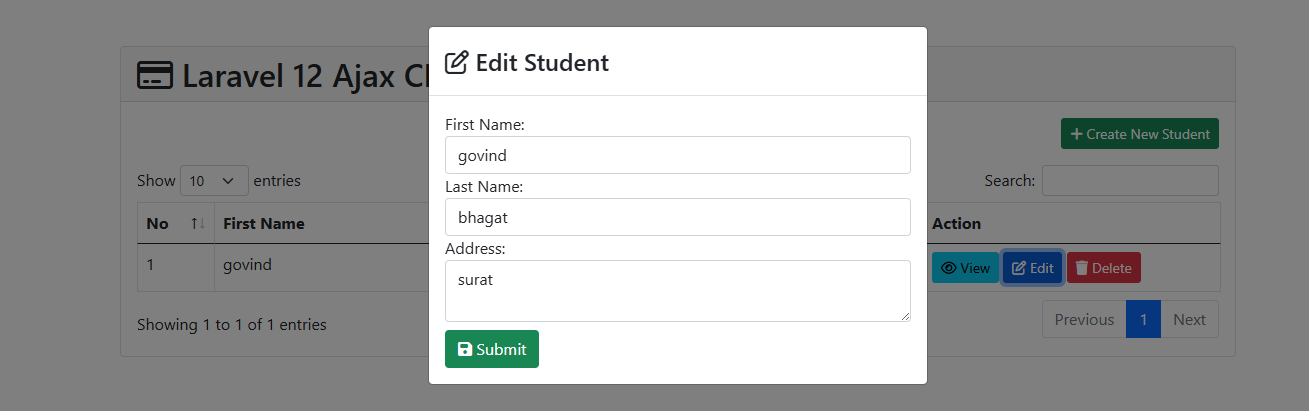 Edit Student
Laravel 12 Ajax
First Name:
govind
Create New Student
Last Name:
Show 10 entries
Search:
bhagat
No First Name Action
Address:
1 govind View Edit Delete
surat
Showing 1 to 1 of 1 entries
Previous 1 Next
Submit